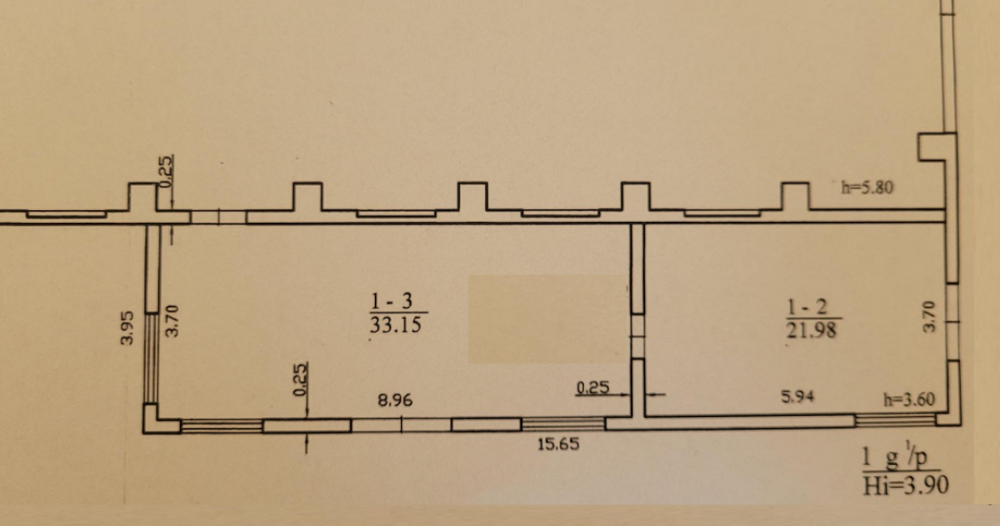 0.25
h=5.80
3.95
3.70
1 - 3
33.15
1 - 2
21.98
3.70
0.25
8.96
0.25
5.94
h=3.60
15.65
1 g 1/p
Hi=3.90